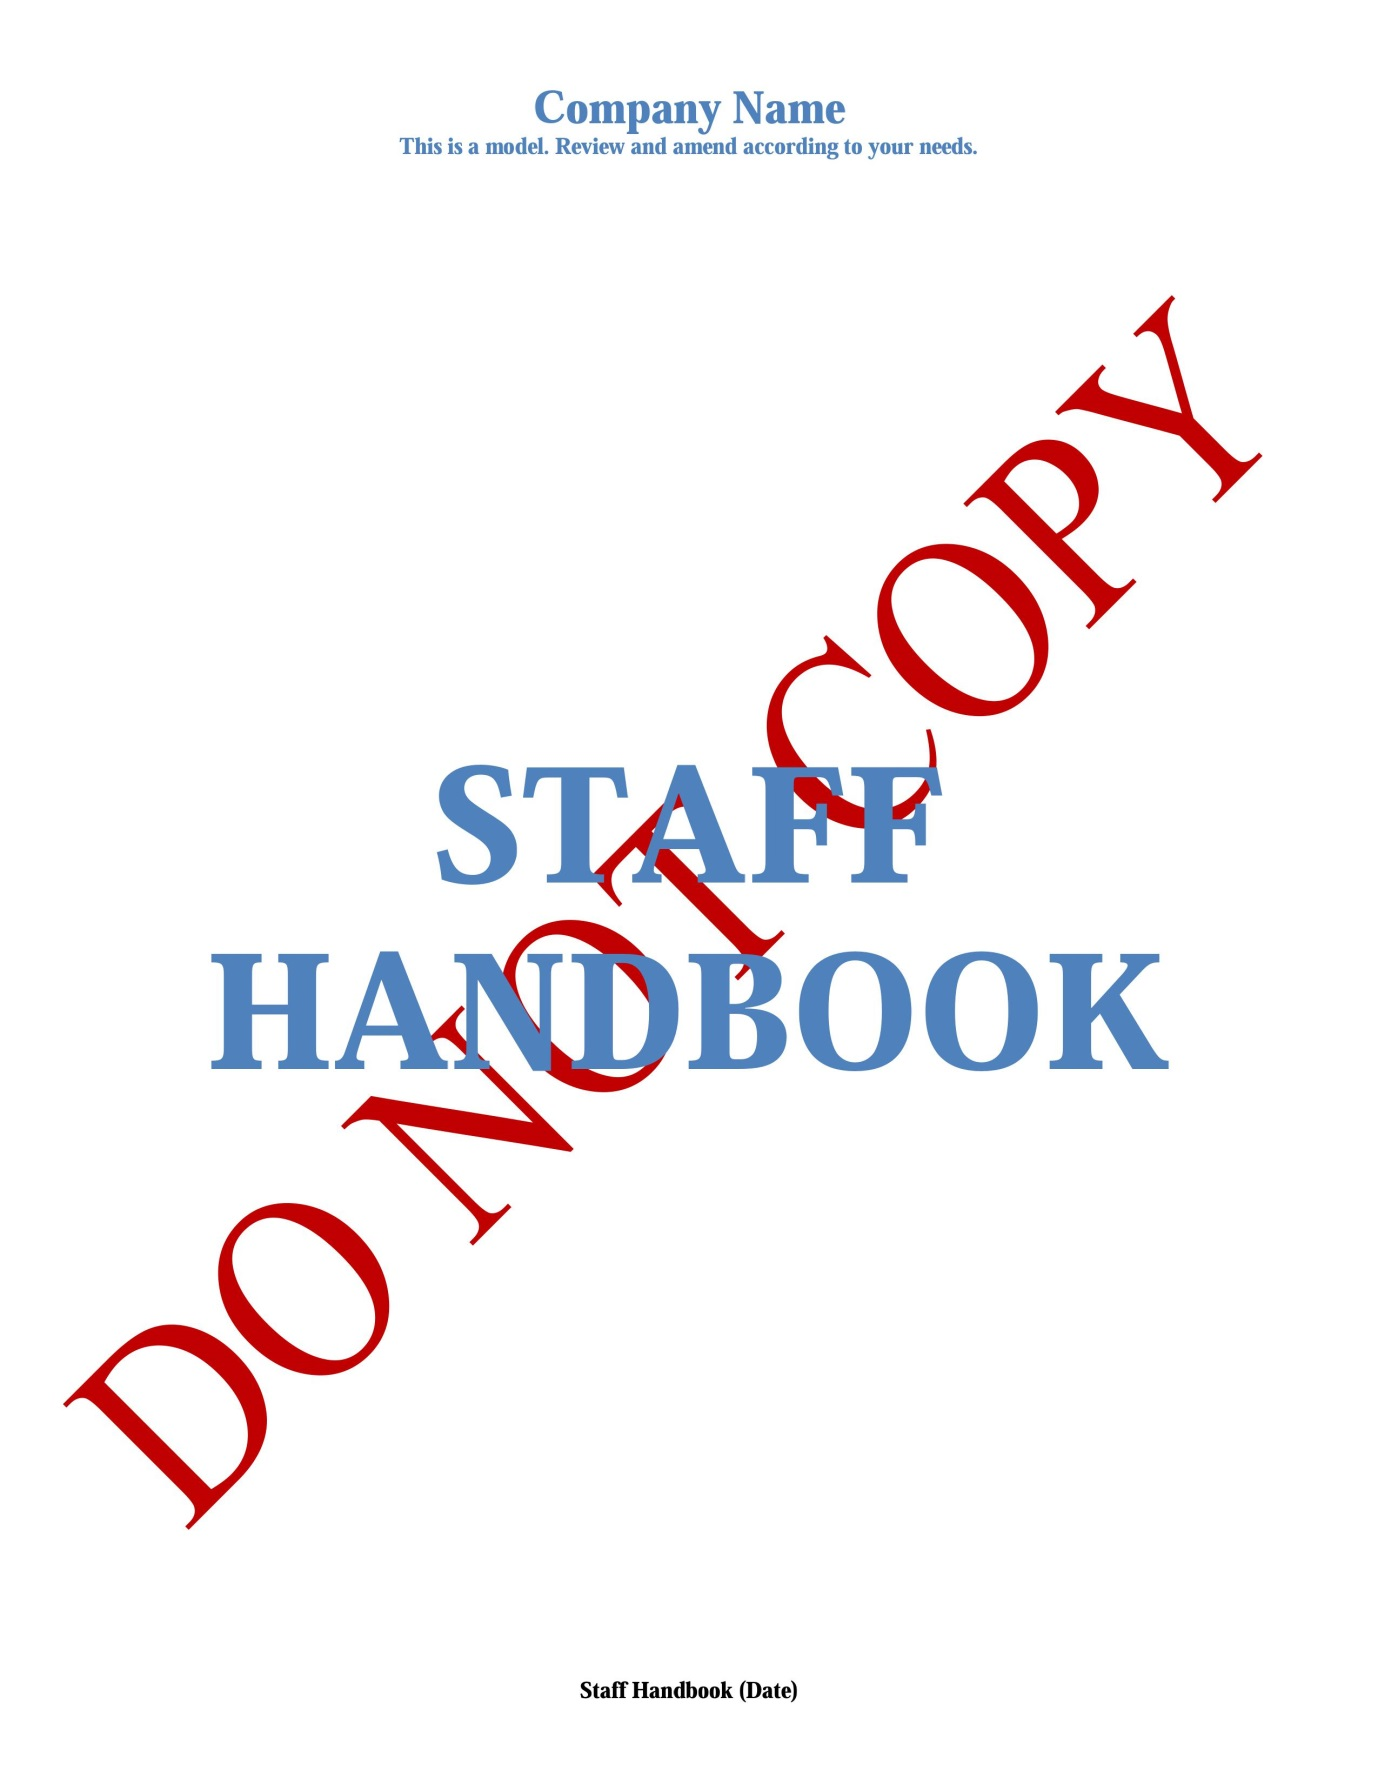 Company Name
This is a model. Review and amend according to your needs.
DO NOT COPY
STAFF
HANDBOOK
Staff Handbook (Date)